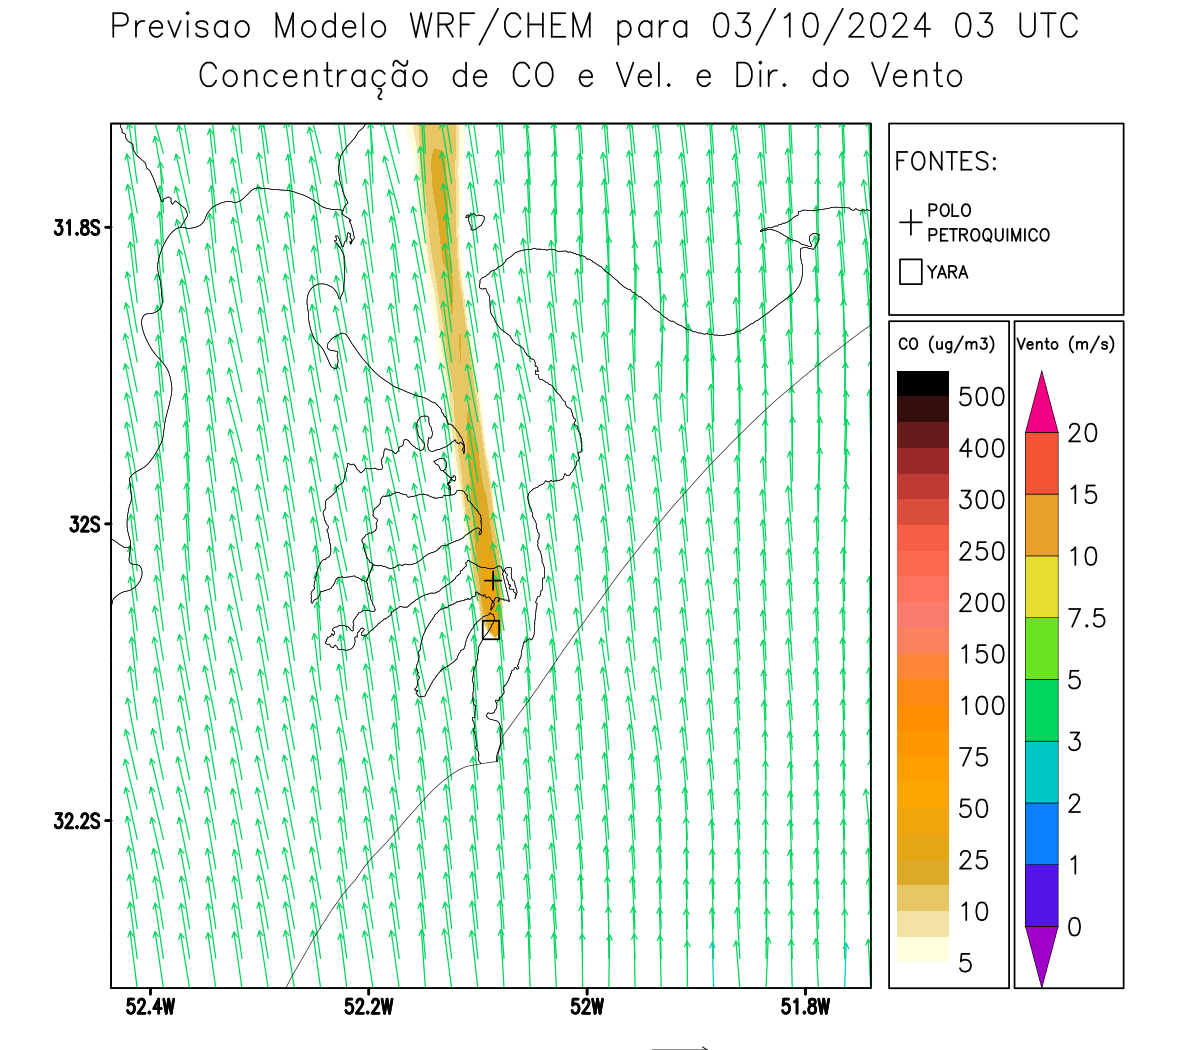 Previsao Modelo WRF/CHEM para 03/10/2024 03 UTC
Concentração de CO e Vel. e Dir. do Vento
FONTES:
POLO
PETROQUIMICO
YARA
CO (ug/m3)
500
400
300
250
200
150
100
75
50
25
10
5
Vento (m/s)
20
15
10
7.5
5
3
2
1
0
31.8S
32S
32.2S
52.4W
52.2W
52W
51.8W